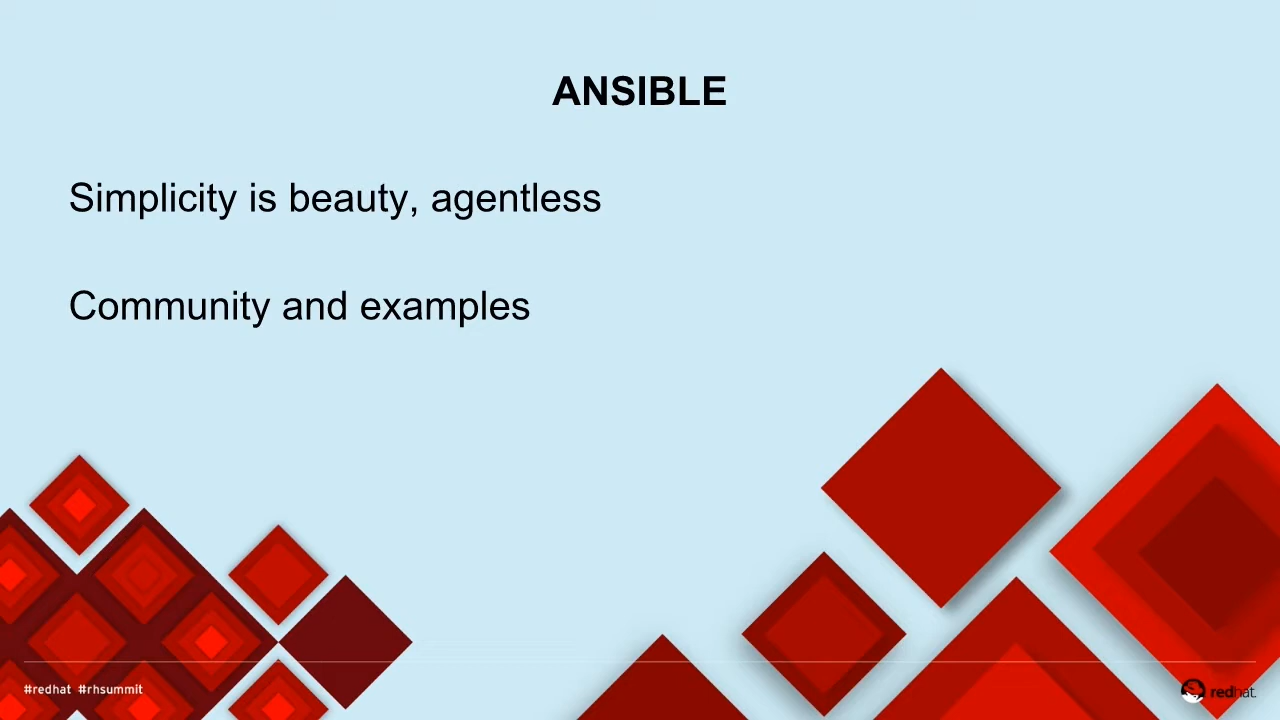 ANSIBLE
Simplicity is beauty, agentless
Community and examples
#redhat #rhsummit
redhat.